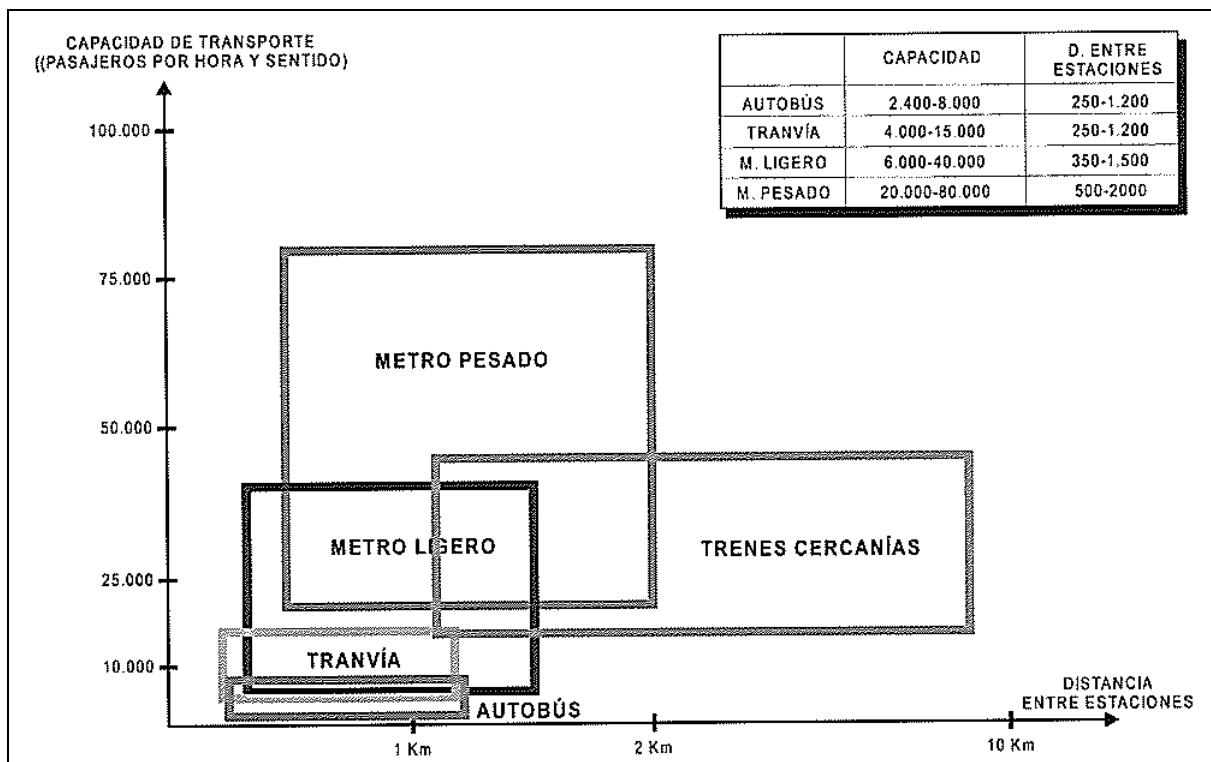 CAPACIDAD DE TRANSPORTE
((PASAJEROS POR HORA Y SENTIDO)
CAPACIDAD D. ENTRE
ESTACIONES
AUTOBÚS 2.400-8.000 250-1.200
TRANVÍA 4.000-15.000 250-1.200
M. LIGERO 6.000-40.000 350-1.500
M. PESADO 20.000-80.000 500-2000
100.000
75.000
50.000
25.000
10.000
METRO PESADO
METRO LIGERO
TRENES CERCANÍAS
TRANVÍA
AUTOBÚS
DISTANCIA
ENTRE ESTACIONES
1 Km
2 Km
10 Km